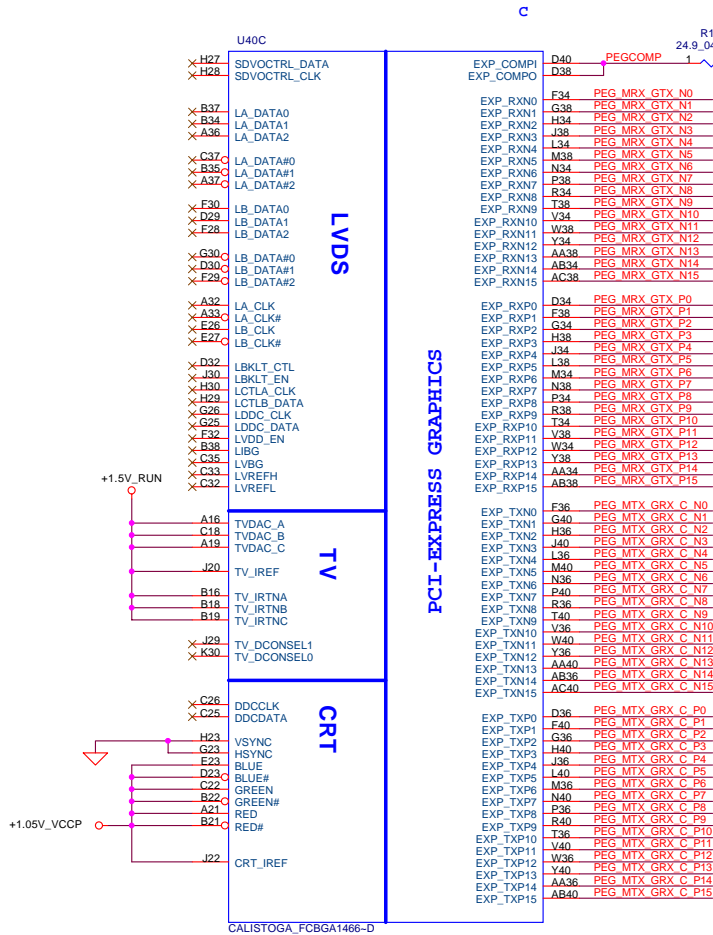 C
U40C
R1
24.9_04
H27 SDVOCTRL_DATA
H28 SDVOCTRL_CLK
B37 LA_DATA0
B34 LA_DATA1
A36 LA_DATA2
C37 LA_DATA#0
B35 LA_DATA#1
A37 LA_DATA#2
F30 LB_DATA0
D29 LB_DATA1
F28 LB_DATA2
G30 LB_DATA#0
D30 LB_DATA#1
F29 LB_DATA#2
A32 LA_CLK
A33 LA_CLK#
E26 LB_CLK
E27 LB_CLK#
D32 LBKLT_CTL
J30 LBKLT_EN
H30 LCTLA_CLK
H29 LCTLB_DATA
G26 LDDC_CLK
G25 LDDC_DATA
F32 LVDD_EN
B38 LIBG
C35 LVBG
C33 LVREFH
C32 LVREFL
LVDS
+1.5V_RUN
A16 TVDAC_A
C18 TVDAC_B
A19 TVDAC_C
J20 TV_IREF
B16 TV_IRTNA
B18 TV_IRTNB
B19 TV_IRTNC
J29 TV_DCONSEL1
K30 TV_DCONSEL0
TV
C26 DDCCLK
C25 DDCDATA
H23 VSYNC
G23 HSYNC
E23 BLUE
D23 BLUE#
C22 GREEN
B22 GREEN#
A21 RED
B21 RED#
J22 CRT_IREF
CRT
+1.05V_VCCP
PCI-EXPRESS GRAPHICS
EXP_COMPI D40 PEGCOMP 1
EXP_COMPO D38
EXP_RXN0 F34 PEG_MRX_GTX_N0
EXP_RXN1 G38 PEG_MRX_GTX_N1
EXP_RXN2 H34 PEG_MRX_GTX_N2
EXP_RXN3 J38 PEG_MRX_GTX_N3
EXP_RXN4 L34 PEG_MRX_GTX_N4
EXP_RXN5 M38 PEG_MRX_GTX_N5
EXP_RXN6 N34 PEG_MRX_GTX_N6
EXP_RXN7 P38 PEG_MRX_GTX_N7
EXP_RXN8 R34 PEG_MRX_GTX_N8
EXP_RXN9 T38 PEG_MRX_GTX_N9
EXP_RXN10 V34 PEG_MRX_GTX_N10
EXP_RXN11 W38 PEG_MRX_GTX_N11
EXP_RXN12 Y34 PEG_MRX_GTX_N12
EXP_RXN13 AA38 PEG_MRX_GTX_N13
EXP_RXN14 AB34 PEG_MRX_GTX_N14
EXP_RXN15 AC38 PEG_MRX_GTX_N15
EXP_RXP0 D34 PEG_MRX_GTX_P0
EXP_RXP1 F38 PEG_MRX_GTX_P1
EXP_RXP2 G34 PEG_MRX_GTX_P2
EXP_RXP3 H38 PEG_MRX_GTX_P3
EXP_RXP4 J34 PEG_MRX_GTX_P4
EXP_RXP5 L38 PEG_MRX_GTX_P5
EXP_RXP6 M34 PEG_MRX_GTX_P6
EXP_RXP7 N38 PEG_MRX_GTX_P7
EXP_RXP8 P34 PEG_MRX_GTX_P8
EXP_RXP9 R38 PEG_MRX_GTX_P9
EXP_RXP10 T34 PEG_MRX_GTX_P10
EXP_RXP11 V38 PEG_MRX_GTX_P11
EXP_RXP12 W34 PEG_MRX_GTX_P12
EXP_RXP13 Y38 PEG_MRX_GTX_P13
EXP_RXP14 AA34 PEG_MRX_GTX_P14
EXP_RXP15 AB38 PEG_MRX_GTX_P15
EXP_TXN0 F36 PEG_MTX_GRX_C_N0
EXP_TXN1 G40 PEG_MTX_GRX_C_N1
EXP_TXN2 H36 PEG_MTX_GRX_C_N2
EXP_TXN3 J40 PEG_MTX_GRX_C_N3
EXP_TXN4 L36 PEG_MTX_GRX_C_N4
EXP_TXN5 M40 PEG_MTX_GRX_C_N5
EXP_TXN6 N36 PEG_MTX_GRX_C_N6
EXP_TXN7 P40 PEG_MTX_GRX_C_N7
EXP_TXN8 R36 PEG_MTX_GRX_C_N8
EXP_TXN9 T40 PEG_MTX_GRX_C_N9
EXP_TXN10 V36 PEG_MTX_GRX_C_N10
EXP_TXN11 W40 PEG_MTX_GRX_C_N11
EXP_TXN12 Y36 PEG_MTX_GRX_C_N12
EXP_TXN13 AA40 PEG_MTX_GRX_C_N13
EXP_TXN14 AB36 PEG_MTX_GRX_C_N14
EXP_TXN15 AC40 PEG_MTX_GRX_C_N15
EXP_TXP0 D36 PEG_MTX_GRX_C_P0
EXP_TXP1 F40 PEG_MTX_GRX_C_P1
EXP_TXP2 G36 PEG_MTX_GRX_C_P2
EXP_TXP3 H40 PEG_MTX_GRX_C_P3
EXP_TXP4 J36 PEG_MTX_GRX_C_P4
EXP_TXP5 L40 PEG_MTX_GRX_C_P5
EXP_TXP6 M36 PEG_MTX_GRX_C_P6
EXP_TXP7 N40 PEG_MTX_GRX_C_P7
EXP_TXP8 P36 PEG_MTX_GRX_C_P8
EXP_TXP9 R40 PEG_MTX_GRX_C_P9
EXP_TXP10 T36 PEG_MTX_GRX_C_P10
EXP_TXP11 V40 PEG_MTX_GRX_C_P11
EXP_TXP12 W36 PEG_MTX_GRX_C_P12
EXP_TXP13 Y40 PEG_MTX_GRX_C_P13
EXP_TXP14 AA36 PEG_MTX_GRX_C_P14
EXP_TXP15 AB40 PEG_MTX_GRX_C_P15
CALISTOGA_FCBGA1466~D